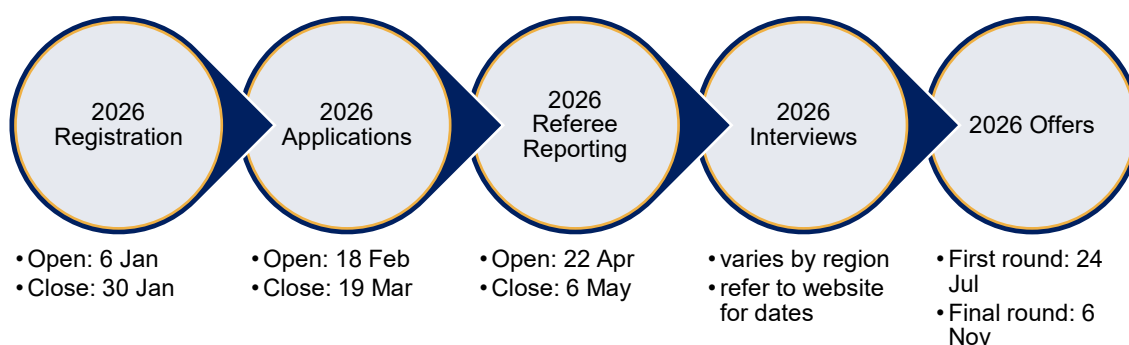 2026
Registration
2026
Applications
2026
Referee
Reporting
2026
Interviews
2026 Offers
• Open: 6 Jan
• Close: 30 Jan
• Open: 18 Feb
• Close: 19 Mar
• Open: 22 Apr
• Close: 6 May
• varies by region
• refer to website
for dates
• First round: 24
Jul
• Final round: 6
Nov